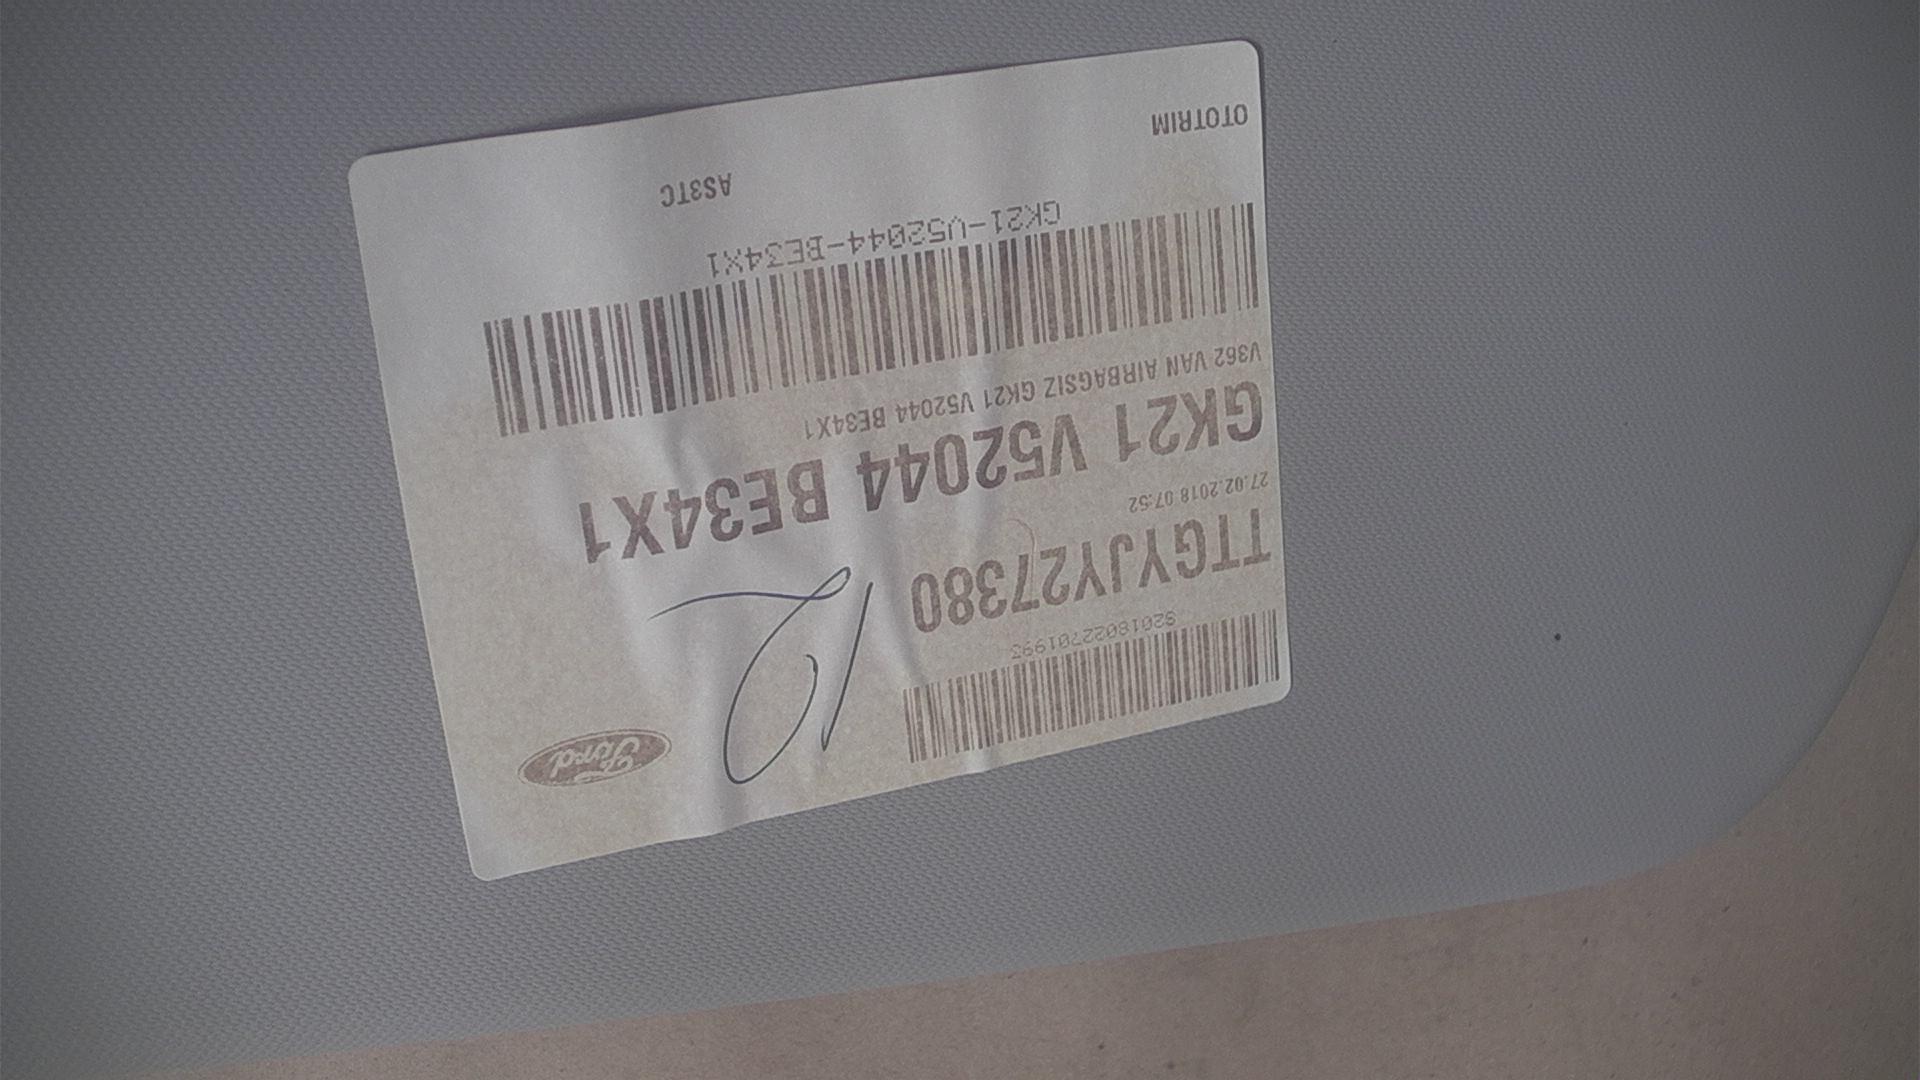 Ford
S2018022701993
TTGYJY27380
12
27.02.2018 07:52
GK21 V52044 BE34X1
V362 VAN AIRBAGSIZ GK21 V52044 BE34X1
GK21-V52044-BE34X1
AS3TC
OTOTRIM